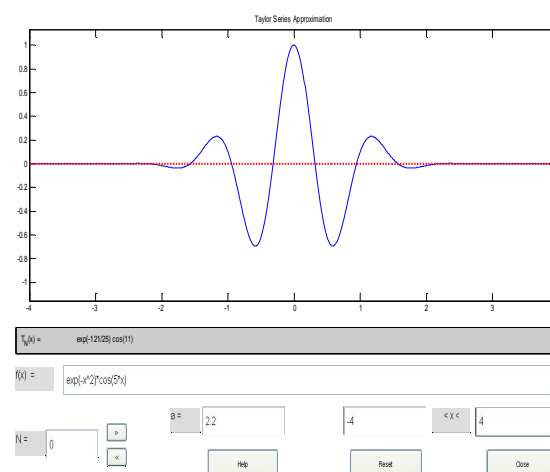 Taylor Series Approximation
1
0.8
0.6
0.4
0.2
0
-0.2
-0.4
-0.6
-0.8
-1
-4 -3 -2 -1 0 1 2 3
T_N(x) = exp(-121/25) cos(11)
f(x) = exp(-x^2)*cos(5*x)
a = 2.2 -4 < x < 4
N = 0 » «
Help Reset Close